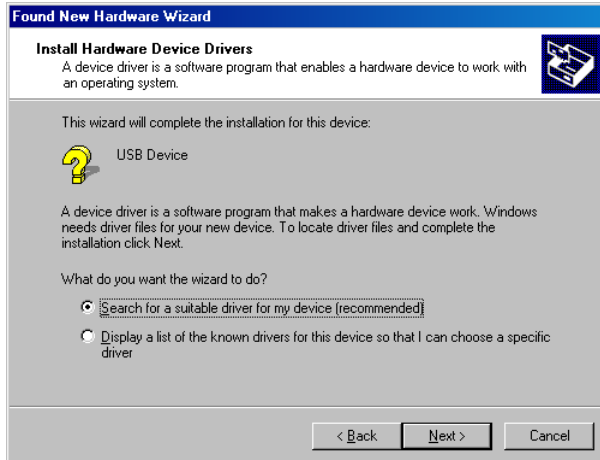 Found New Hardware Wizard
Install Hardware Device Drivers
A device driver is a software program that enables a hardware device to work with
an operating system.
This wizard will complete the installation for this device:
USB Device
A device driver is a software program that makes a hardware device work. Windows
needs driver files for your new device. To locate driver files and complete the
installation click Next.
What do you want the wizard to do?
Search for a suitable driver for my device (recommended)
Display a list of the known drivers for this device so that I can choose a specific
driver
< Back
Next >
Cancel